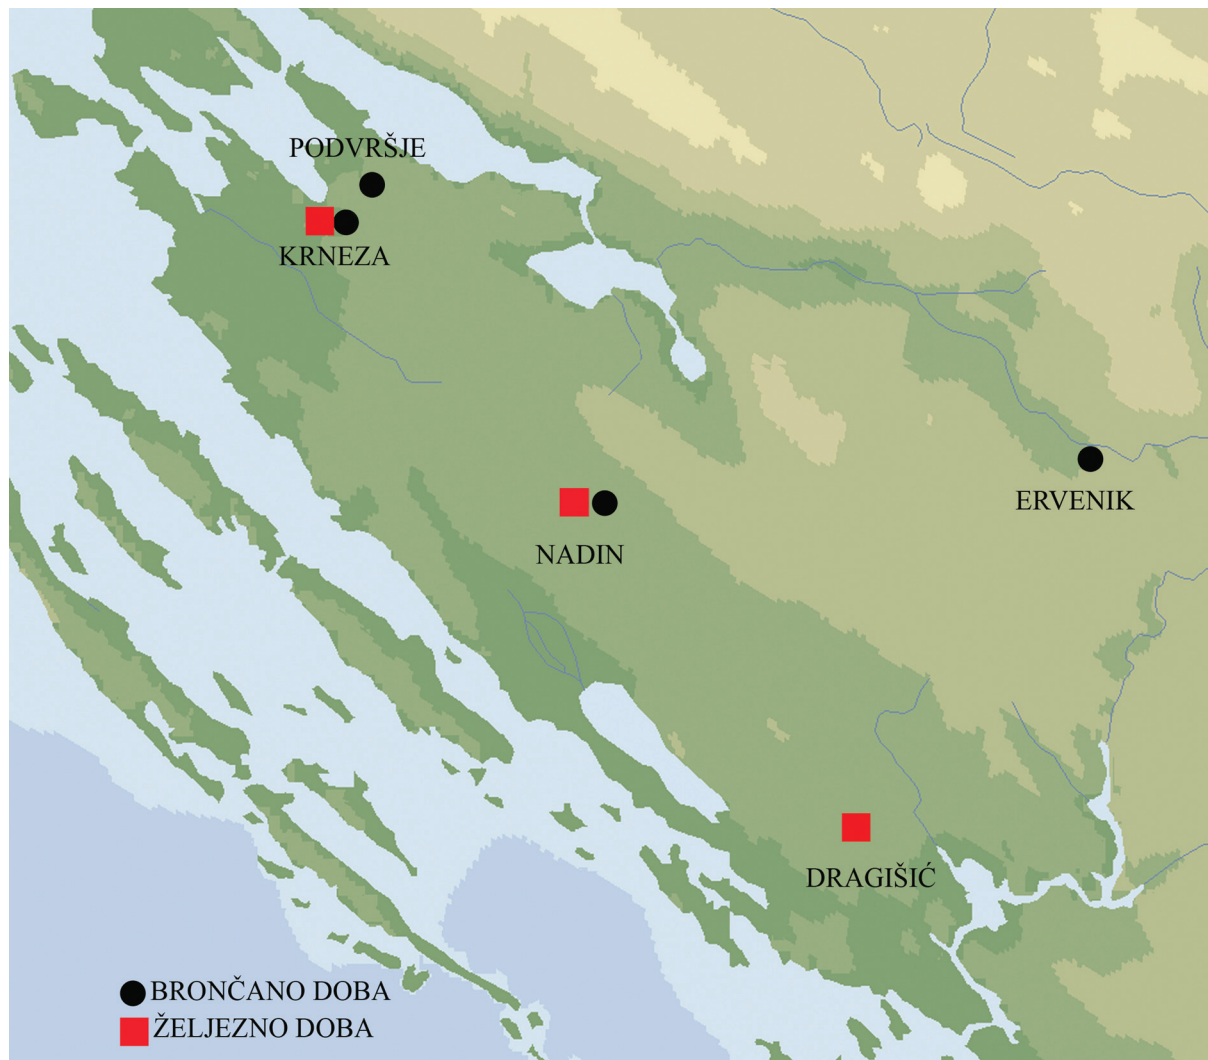 PODVRŠJE
KRNEZA
ERVENIK
NADIN
DRAGIŠIĆ
BRONČANO DOBA
ŽELJEZNO DOBA